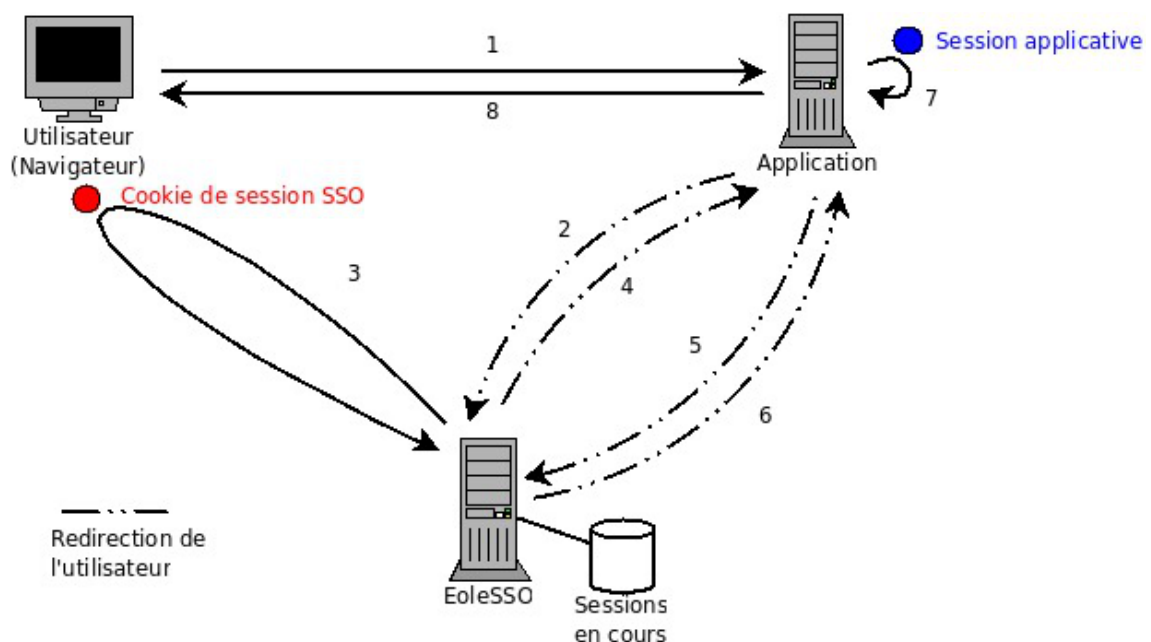 1
Session applicative
8
7
Utilisateur
(Navigateur)
Application
Cookie de session SSO
2
3
4
5
6
Redirection de
l'utilisateur
EoleSSO
Sessions
en cours